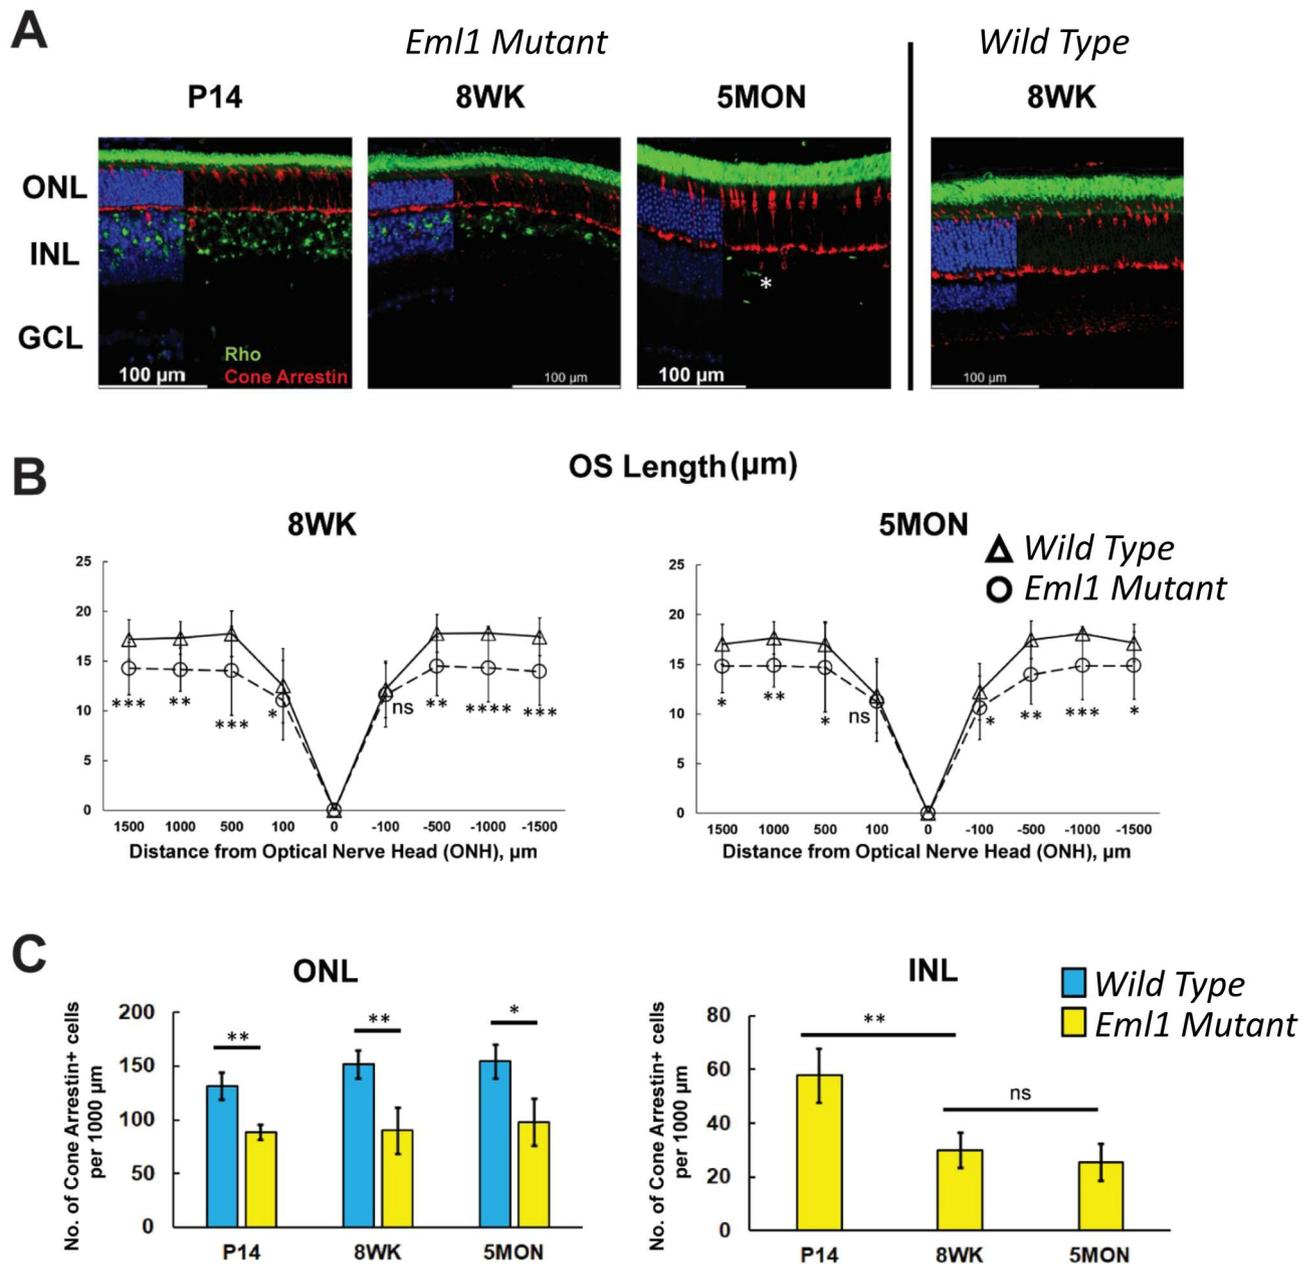 A
Eml1 Mutant
Wild Type
P14
8WK
5MON
8WK
ONL
INL
GCL
Rho
Cone Arrestin
100 µm
100 µm
100 µm
*
100 µm
B
OS Length(µm)
8WK
5MON
Wild Type
Eml1 Mutant
25
20
15
10
5
0
***
**
***
*
ns
**
****
***
1500
1000
500
100
0
-100
-500
-1000
-1500
Distance from Optical Nerve Head (ONH), µm
25
20
15
10
5
0
*
**
*
ns
*
**
***
*
1500
1000
500
100
0
-100
-500
-1000
-1500
Distance from Optical Nerve Head (ONH), µm
C
ONL
INL
Wild Type
Eml1 Mutant
No. of Cone Arrestin+ cells
per 1000 µm
200
150
100
50
0
**
**
*
P14
8WK
5MON
No. of Cone Arrestin+ cells
per 1000 µm
80
60
40
20
0
**
ns
P14
8WK
5MON